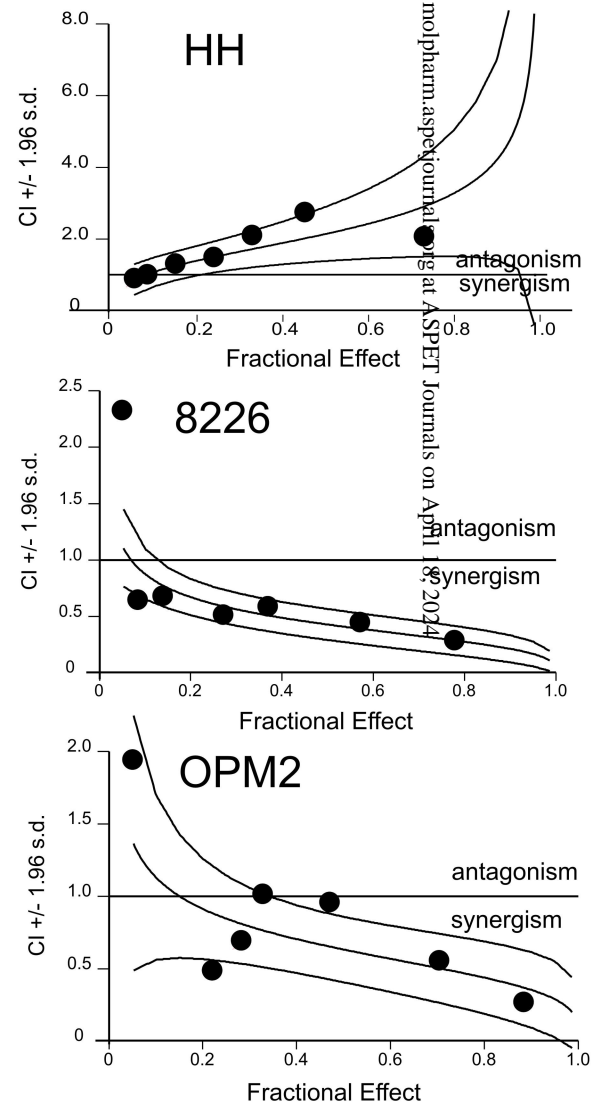 8.0
HH
6.0
4.0
2.0
0
CI +/- 1.96 s.d.
antagonism
synergism
0 0.2 0.4 0.6 0.8 1.0
Fractional Effect
molpharm.aspetjournals.org at ASPET Journals on April 18, 2024
2.5
8226
2.0
1.5
1.0
0.5
0
CI +/- 1.96 s.d.
antagonism
synergism
0 0.2 0.4 0.6 0.8 1.0
Fractional Effect
2.0
OPM2
1.5
1.0
0.5
0
CI +/- 1.96 s.d.
antagonism
synergism
0 0.2 0.4 0.6 0.8 1.0
Fractional Effect